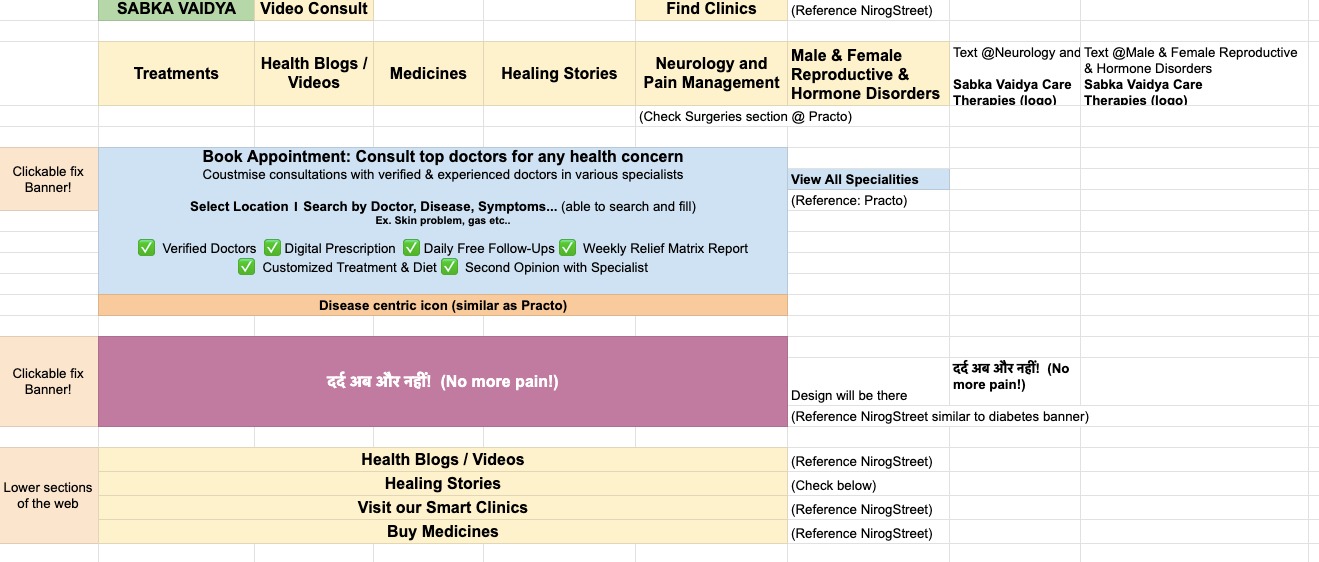 SABKA VAIDYA Video Consult Find Clinics (Reference NirogStreet)
Treatments
Health Blogs /
Videos
Medicines
Healing Stories
Neurology and
Pain Management
Male & Female
Reproductive &
Hormone Disorders
Text @Neurology and
Sabka Vaidya Care
Therapies (logo)
Text @Male & Female Reproductive
& Hormone Disorders
Sabka Vaidya Care
Therapies (logo)
(Check Surgeries section @ Practo)
Clickable fix
Banner!
Book Appointment: Consult top doctors for any health concern
Coustmise consultations with verified & experienced doctors in various specialists
Select Location I Search by Doctor, Disease, Symptoms... (able to search and fill)
Ex. Skin problem, gas etc..
✅ Verified Doctors ✅ Digital Prescription ✅ Daily Free Follow-Ups ✅ Weekly Relief Matrix Report
✅ Customized Treatment & Diet ✅ Second Opinion with Specialist
View All Specialities
(Reference: Practo)
Disease centric icon (similar as Practo)
Clickable fix
Banner!
दर्द अब और नहीं! (No more pain!)
Design will be there
दर्द अब और नहीं! (No
more pain!)
(Reference NirogStreet similar to diabetes banner)
Lower sections
of the web
Health Blogs / Videos (Reference NirogStreet)
Healing Stories (Check below)
Visit our Smart Clinics (Reference NirogStreet)
Buy Medicines (Reference NirogStreet)